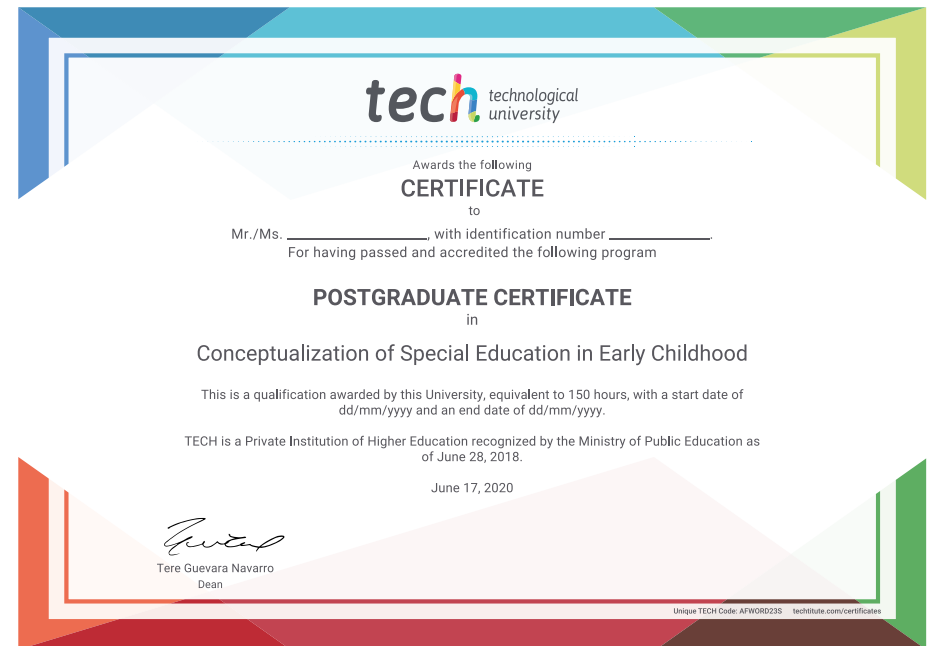 tech technological
university
Awards the following
CERTIFICATE
to
Mr./Ms. ____________________, with identification number ______________.
For having passed and accredited the following program
POSTGRADUATE CERTIFICATE
in
Conceptualization of Special Education in Early Childhood
This is a qualification awarded by this University, equivalent to 150 hours, with a start date of
dd/mm/yyyy and an end date of dd/mm/yyyy.
TECH is a Private Institution of Higher Education recognized by the Ministry of Public Education as
of June 28, 2018.
June 17, 2020
Tere Guevara Navarro
Dean
Unique TECH Code: AFWORD23S techtitute.com/certificates